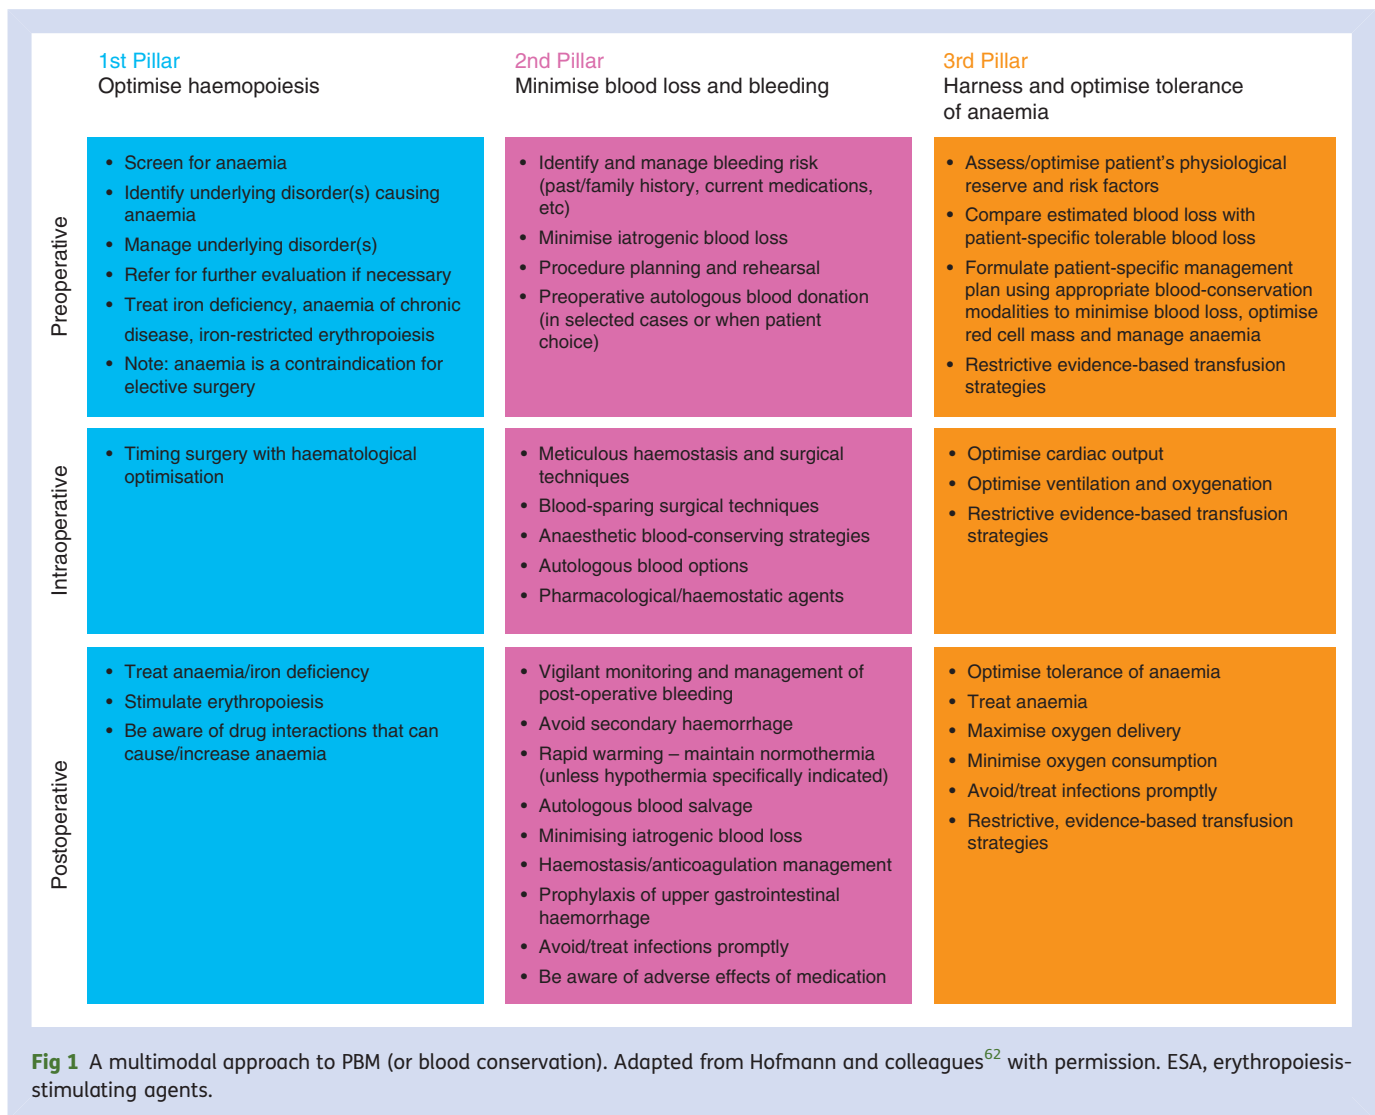 1st Pillar
Optimise haemopoiesis
2nd Pillar
Minimise blood loss and bleeding
3rd Pillar
Harness and optimise tolerance
of anaemia
Preoperative
• Screen for anaemia
• Identify underlying disorder(s) causing
anaemia
• Manage underlying disorder(s)
• Refer for further evaluation if necessary
• Treat iron deficiency, anaemia of chronic
disease, iron-restricted erythropoiesis
• Note: anaemia is a contraindication for
elective surgery
• Identify and manage bleeding risk
(past/family history, current medications,
etc)
• Minimise iatrogenic blood loss
• Procedure planning and rehearsal
• Preoperative autologous blood donation
(in selected cases or when patient
choice)
• Assess/optimise patient's physiological
reserve and risk factors
• Compare estimated blood loss with
patient-specific tolerable blood loss
• Formulate patient-specific management
plan using appropriate blood-conservation
modalities to minimise blood loss, optimise
red cell mass and manage anaemia
• Restrictive evidence-based transfusion
strategies
Intraoperative
• Timing surgery with haematological
optimisation
• Meticulous haemostasis and surgical
techniques
• Blood-sparing surgical techniques
• Anaesthetic blood-conserving strategies
• Autologous blood options
• Pharmacological/haemostatic agents
• Optimise cardiac output
• Optimise ventilation and oxygenation
• Restrictive evidence-based transfusion
strategies
Postoperative
• Treat anaemia/iron deficiency
• Stimulate erythropoiesis
• Be aware of drug interactions that can
cause/increase anaemia
• Vigilant monitoring and management of
post-operative bleeding
• Avoid secondary haemorrhage
• Rapid warming – maintain normothermia
(unless hypothermia specifically indicated)
• Autologous blood salvage
• Minimising iatrogenic blood loss
• Haemostasis/anticoagulation management
• Prophylaxis of upper gastrointestinal
haemorrhage
• Avoid/treat infections promptly
• Be aware of adverse effects of medication
• Optimise tolerance of anaemia
• Treat anaemia
• Maximise oxygen delivery
• Minimise oxygen consumption
• Avoid/treat infections promptly
• Restrictive, evidence-based transfusion
strategies
Fig 1 A multimodal approach to PBM (or blood conservation). Adapted from Hofmann and colleagues62 with permission. ESA, erythropoiesis-
stimulating agents.